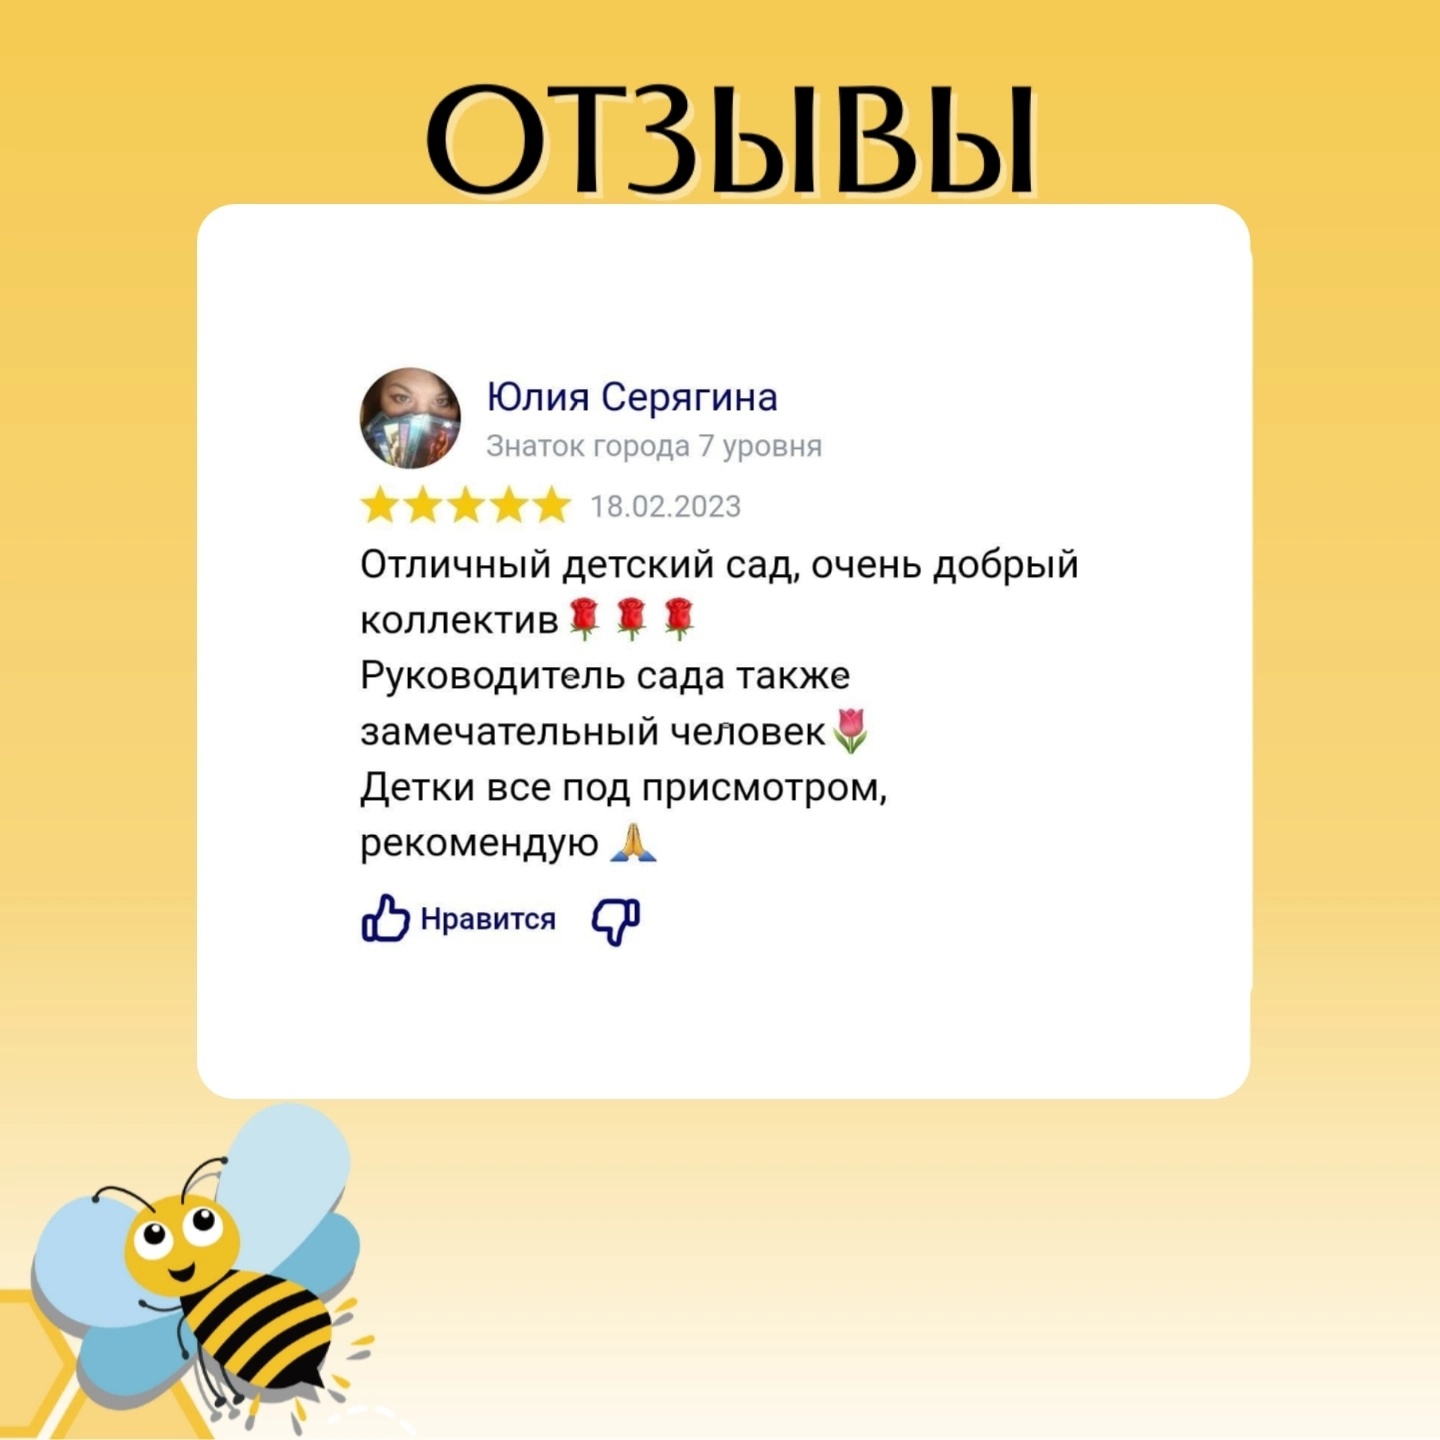 ОТЗЫВЫ
Юлия Серягина
Знаток города 7 уровня
18.02.2023
Отличный детский сад, очень добрый
коллектив🌹🌹🌹
Руководитель сада также
замечательный человек🌷
Детки все под присмотром,
рекомендую 🙏
Нравится